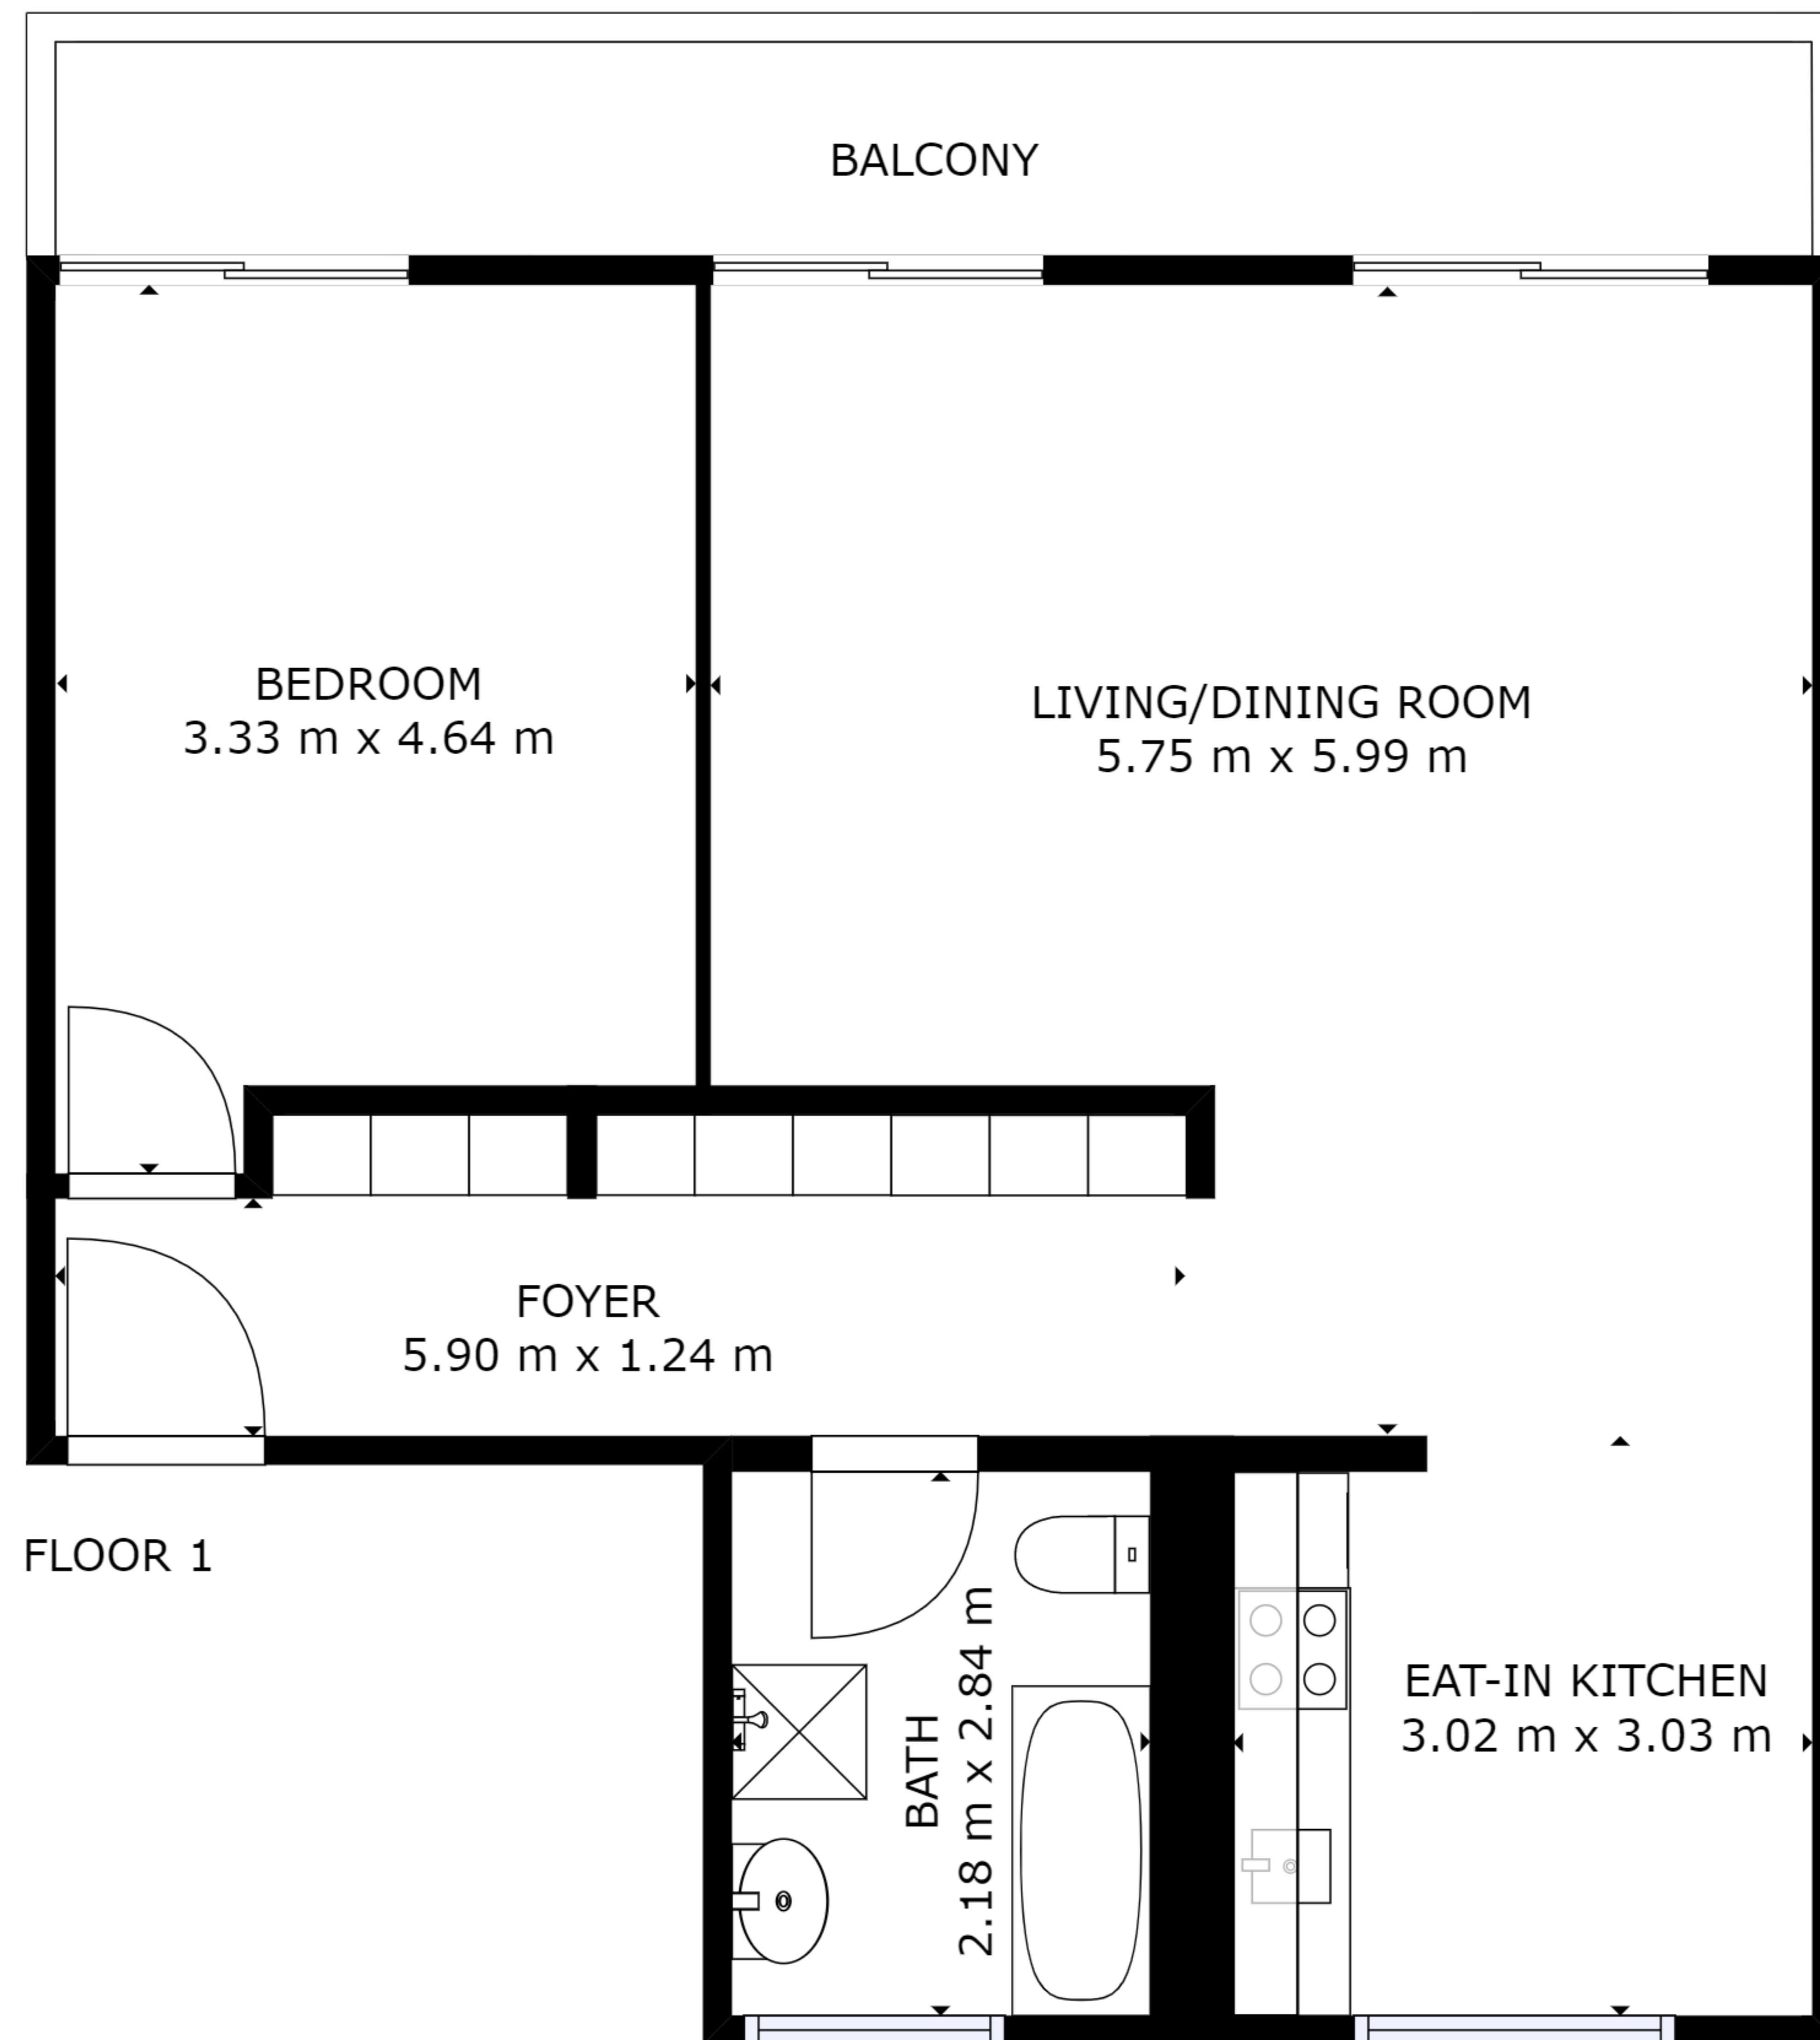 BALCONY
BEDROOM
3.33 m x 4.64 m
LIVING/DINING ROOM
5.75 m x 5.99 m
FOYER
5.90 m x 1.24 m
FLOOR 1
BATH
2.18 m x 2.84 m
EAT-IN KITCHEN
3.02 m x 3.03 m